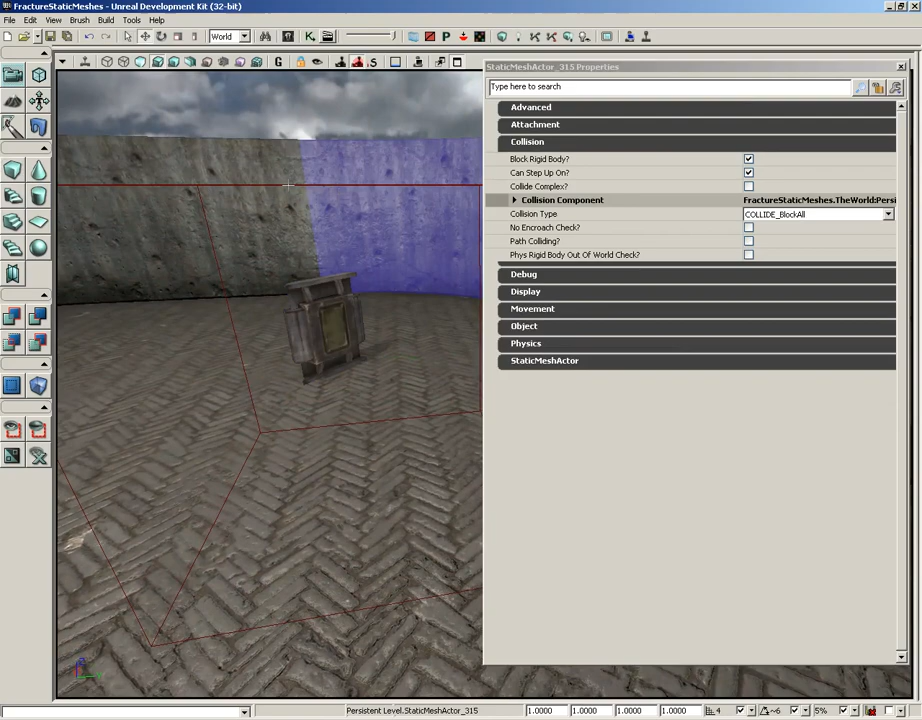 FractureStaticMeshes - Unreal Development Kit (32-bit)
File Edit View Brush Build Tools Help
World
G
S
StaticMeshActor_315 Properties
Type here to search
Advanced
Attachment
Collision
Block Rigid Body?
Can Step Up On?
Collide Complex?
Collision Component FractureStaticMeshes.TheWorld:Persi
Collision Type COLLIDE_BlockAll
No Encroach Check?
Path Colliding?
Phys Rigid Body Out Of World Check?
Debug
Display
Movement
Object
Physics
StaticMeshActor
Persistent Level.StaticMeshActor_315 1.0000 1.0000 1.0000 1.0000 4 ~6 5%